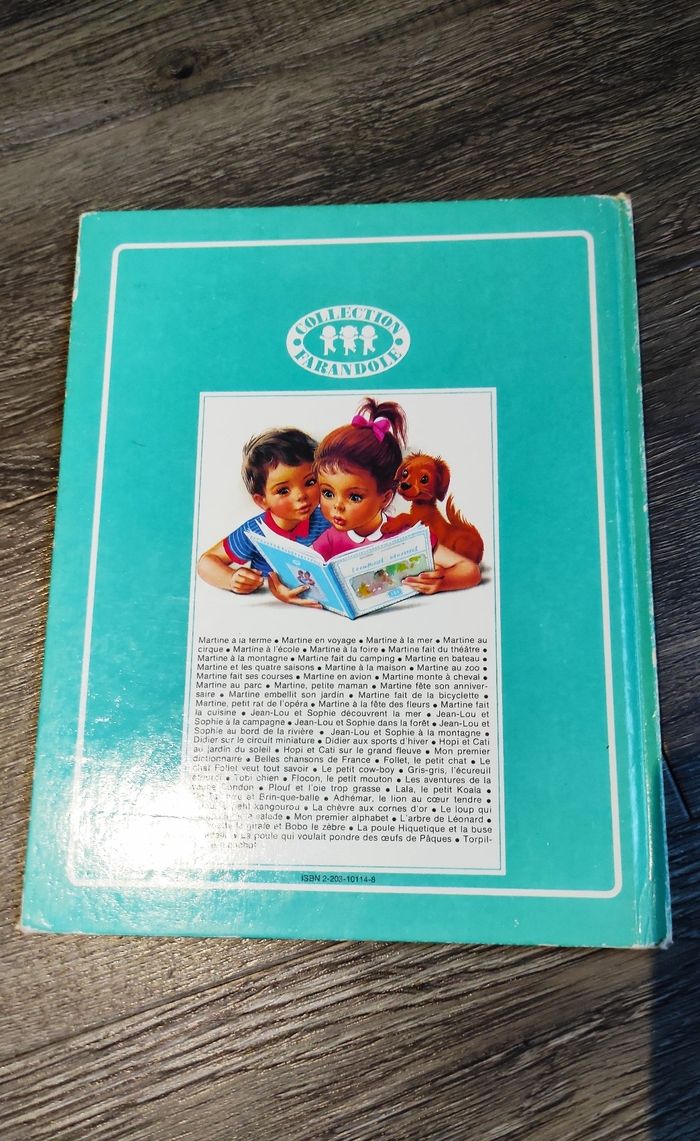 COLLECTION
FARANDOLE
Martine à la ferme • Martine en voyage • Martine à la mer • Martine au
cirque • Martine à l'école • Martine à la foire • Martine fait du théâtre •
Martine à la montagne • Martine fait du camping • Martine en bateau •
Martine et les quatre saisons • Martine à la maison • Martine au zoo •
Martine fait ses courses • Martine en avion • Martine monte à cheval •
Martine au parc • Martine, petite maman • Martine fête son anniver-
saire • Martine embellit son jardin • Martine fait de la bicyclette •
Martine, petit rat de l'opéra • Martine à la fête des fleurs • Martine fait
la cuisine • Jean-Lou et Sophie découvrent la mer • Jean-Lou et
Sophie à la campagne • Jean-Lou et Sophie dans la forêt • Jean-Lou et
Sophie au bord de la rivière • Jean-Lou et Sophie à la montagne •
Didier sur le circuit miniature • Didier aux sports d'hiver • Hopi et Cati
au jardin du soleil • Hopi et Cati sur le grand fleuve • Mon premier
dictionnaire • Belles chansons de France • Follet, le petit chat • Le
chat Follet veut tout savoir • Le petit cow-boy • Gris-gris, l'écureuil
• Tobi chien • Flocon, le petit mouton • Les aventures de la
• Plouf et l'oie trop grasse • Lala, le petit Koala •
et Brin-que-balle • Adhémar, le lion au cœur tendre •
kangourou • La chèvre aux cornes d'or • Le loup qui
malade • Mon premier alphabet • L'arbre de Léonard •
la girafe et Bobo le zèbre • La poule Hiquetique et la buse
• La poule qui voulait pondre des œufs de Pâques • Torpil-
ISBN 2-203-10114-8